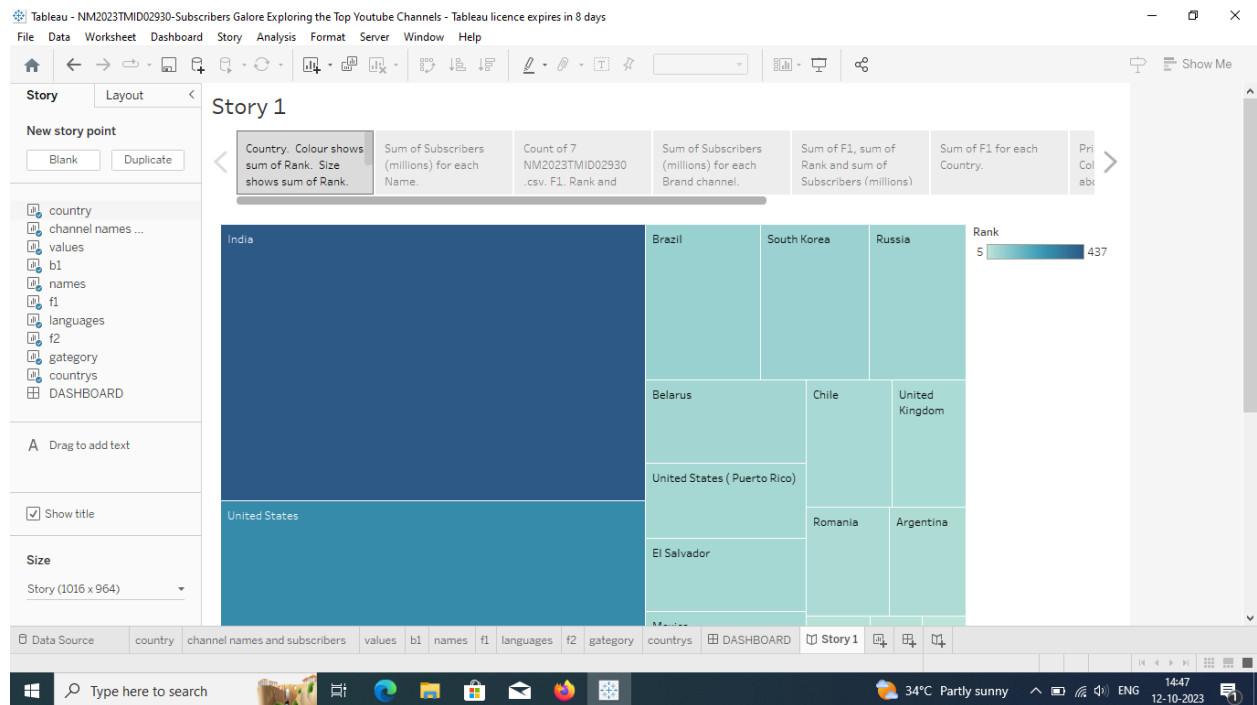 Tableau - NM2023TMID02930-Subscribers Galore Exploring the Top Youtube Channels - Tableau licence expires in 8 days
File Data Worksheet Dashboard Story Analysis Format Server Window Help
Show Me
Story Layout
Story 1
New story point
Blank Duplicate
Country. Colour shows
sum of Rank. Size
shows sum of Rank.
Sum of Subscribers
(millions) for each
Name.
Count of 7
NM2023TMID02930
.csv. F1. Rank and
Sum of Subscribers
(millions) for each
Brand channel.
Sum of F1, sum of
Rank and sum of
Subscribers (millions)
Sum of F1 for each
Country.
Pri
Col
abo
country
channel names ...
values
b1
names
f1
languages
f2
gategory
countrys
DASHBOARD
A Drag to add text
Show title
Size
Story (1016 x 964)
India
United States
Brazil
South Korea
Russia
Belarus
Chile
United
Kingdom
United States ( Puerto Rico)
Romania
Argentina
El Salvador
Mexico
Rank
5 437
Data Source country channel names and subscribers values b1 names f1 languages f2 gategory countrys DASHBOARD Story 1
Type here to search
34°C Partly sunny
ENG
14:47
12-10-2023
1